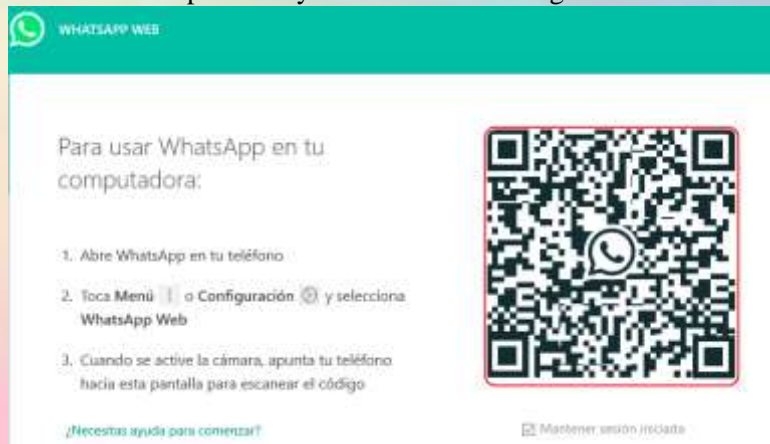 WHATSAPP WEB
Para usar WhatsApp en tu
computadora:
1. Abre WhatsApp en tu teléfono
2. Toca Menú o Configuración y selecciona
WhatsApp Web
3. Cuando se active la cámara, apunta tu teléfono
hacia esta pantalla para escanear el código
¿Necesitas ayuda para comenzar?
Mantener sesión iniciada